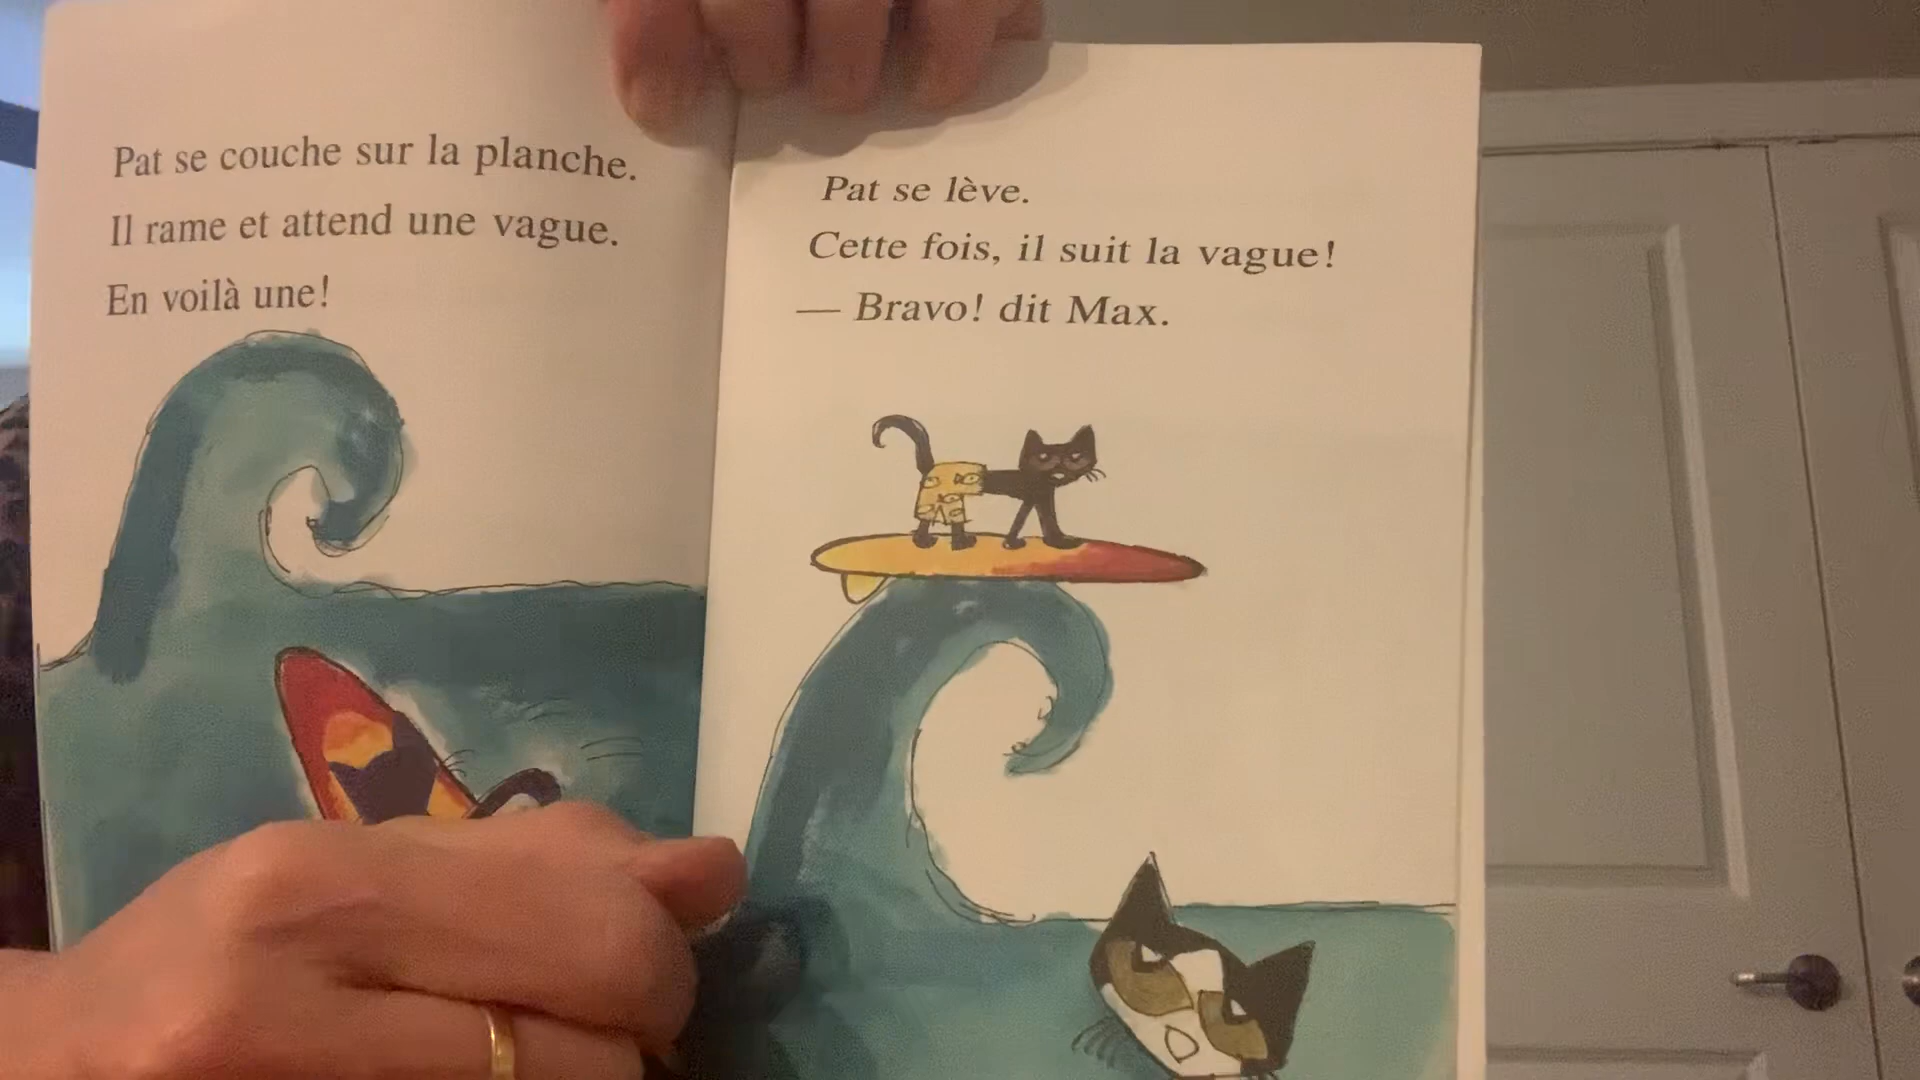 Pat se couche sur la planche.
Il rame et attend une vague.
En voilà une!
Pat se lève.
Cette fois, il suit la vague!
— Bravo! dit Max.